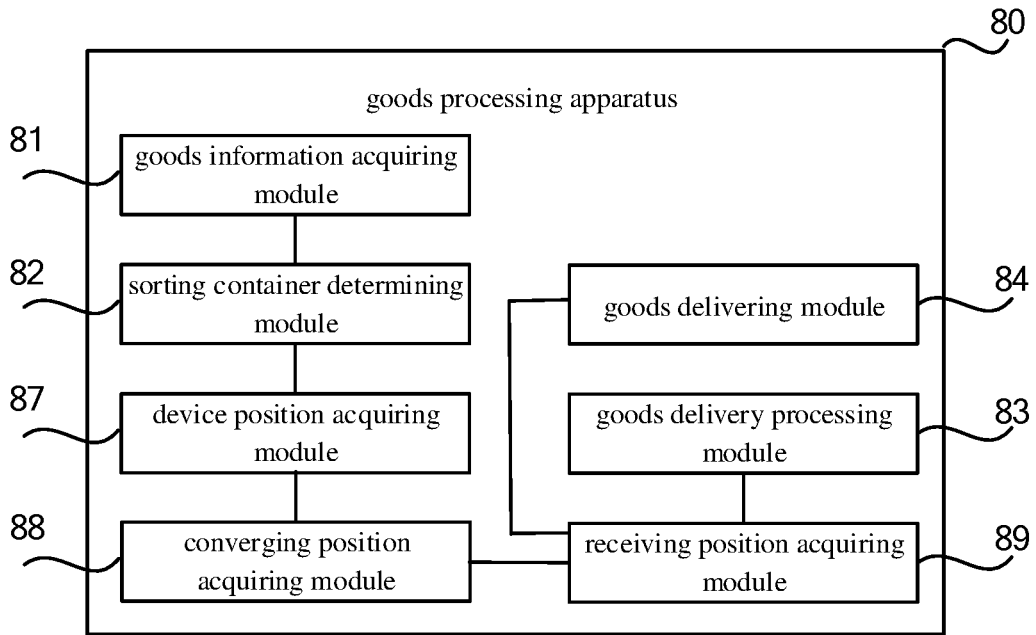 80
goods processing apparatus
81
goods information acquiring
module
82
sorting container determining
module
84
goods delivering module
87
device position acquiring
module
83
goods delivery processing
module
88
converging position
acquiring module
89
receiving position acquiring
module